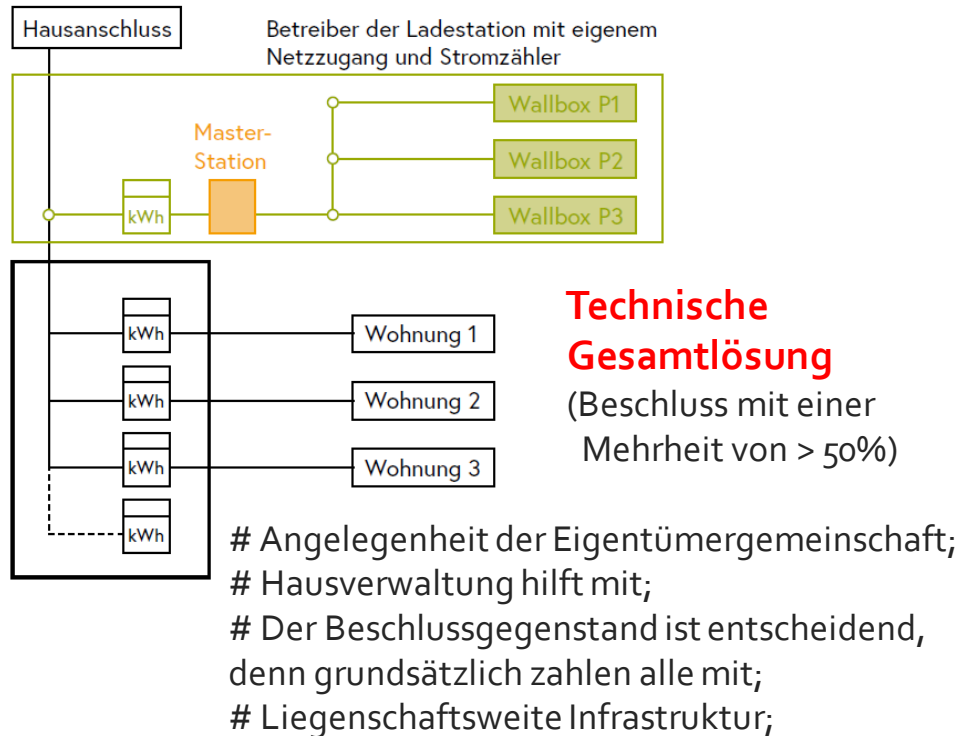 Hausanschluss
Betreiber der Ladestation mit eigenem
Netzzugang und Stromzähler
Wallbox P1
Master-
Station
Wallbox P2
kWh
Wallbox P3
kWh
Wohnung 1
kWh
Wohnung 2
kWh
Wohnung 3
kWh
Technische
Gesamtlösung
(Beschluss mit einer
Mehrheit von > 50%)
# Angelegenheit der Eigentümergemeinschaft;
# Hausverwaltung hilft mit;
# Der Beschlussgegenstand ist entscheidend,
denn grundsätzlich zahlen alle mit;
# Liegenschaftsweite Infrastruktur;